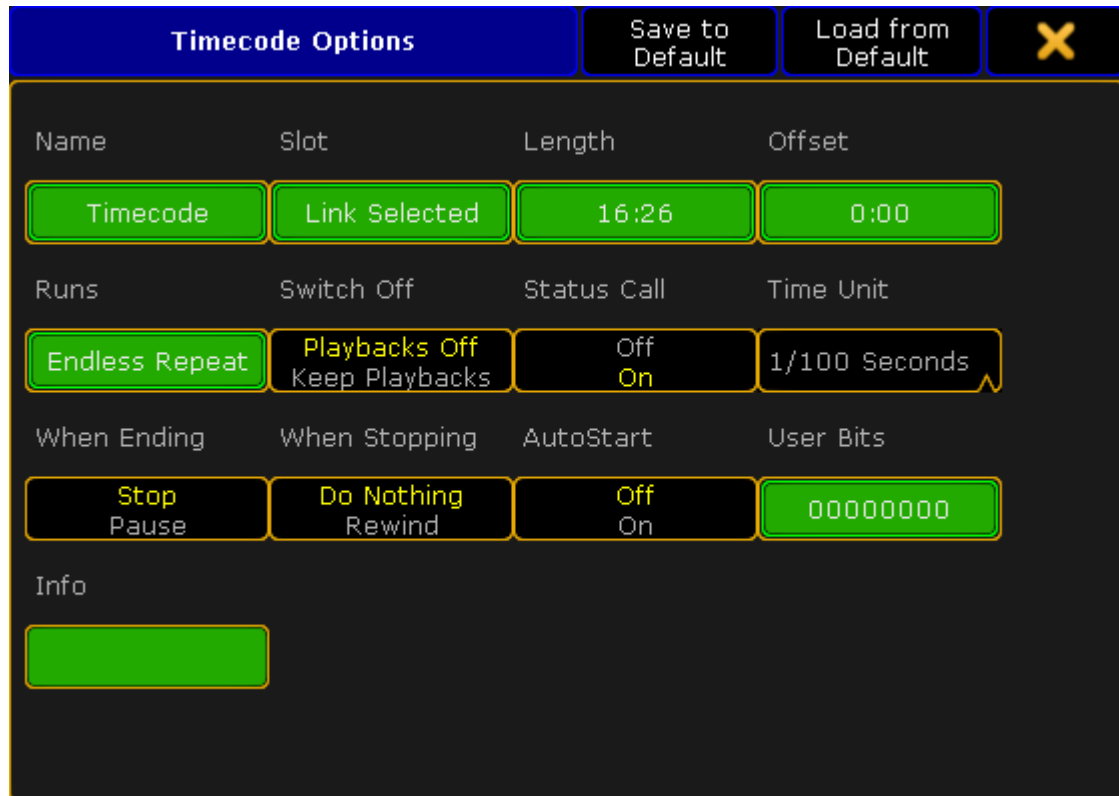 Timecode Options
Save to
Default
Load from
Default
Name
Slot
Length
Offset
Timecode
Link Selected
16:26
0:00
Runs
Switch Off
Status Call
Time Unit
Endless Repeat
Playbacks Off
Keep Playbacks
Off
On
1/100 Seconds
When Ending
When Stopping
AutoStart
User Bits
Stop
Pause
Do Nothing
Rewind
Off
On
00000000
Info